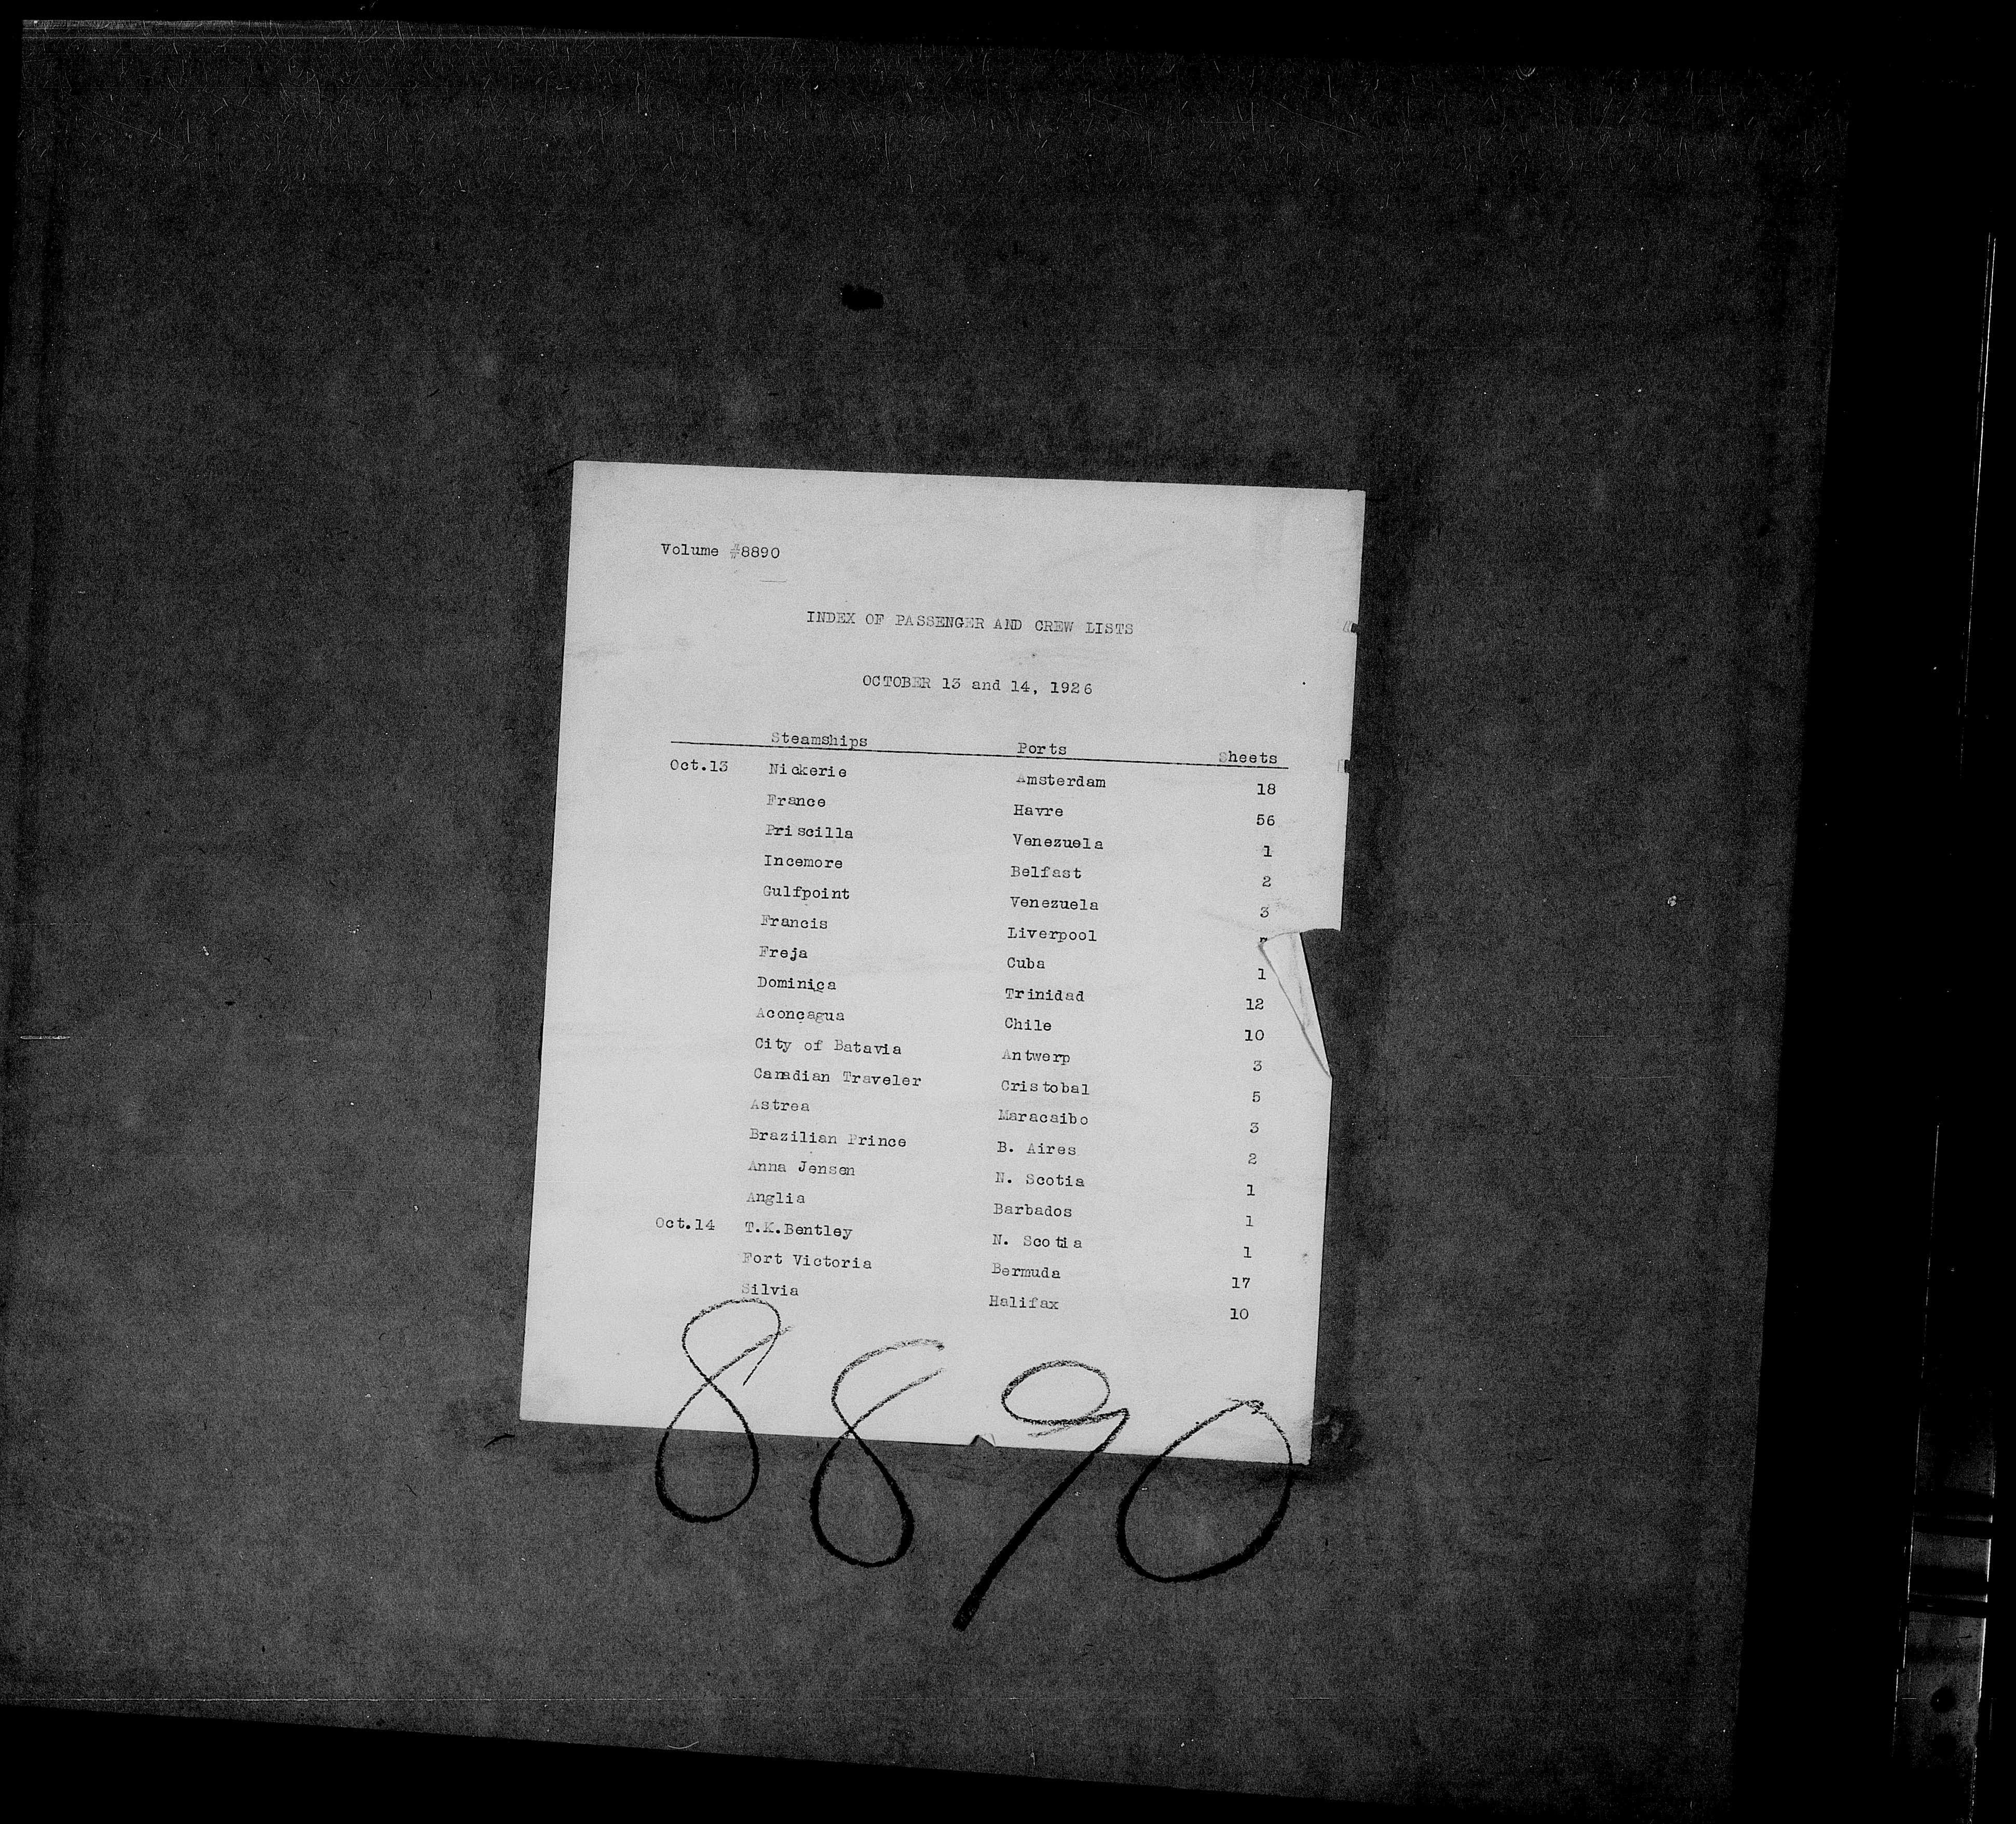 Volume #8890
INDEX OF PASSENGER AND CREW LISTS
OCTOBER 13 and 14, 1926
Steamships Ports Sheets
Oct.13 Nickerie Amsterdam 18
France Havre 56
Priscilla Venezuela 1
Incemore Belfast 2
Gulfpoint Venezuela 3
Francis Liverpool
Freja Cuba 1
Dominica Trinidad 12
Aconcagua Chile 10
City of Batavia Antwerp 3
Canadian Traveler Cristobal 5
Astrea Maracaibo 3
Brazilian Prince B. Aires 2
Anna Jensen N. Scotia 1
Anglia Barbados 1
Oct.14 T.K.Bentley N. Scotia 1
Fort Victoria Bermuda 17
Silvia Halifax 10
8890